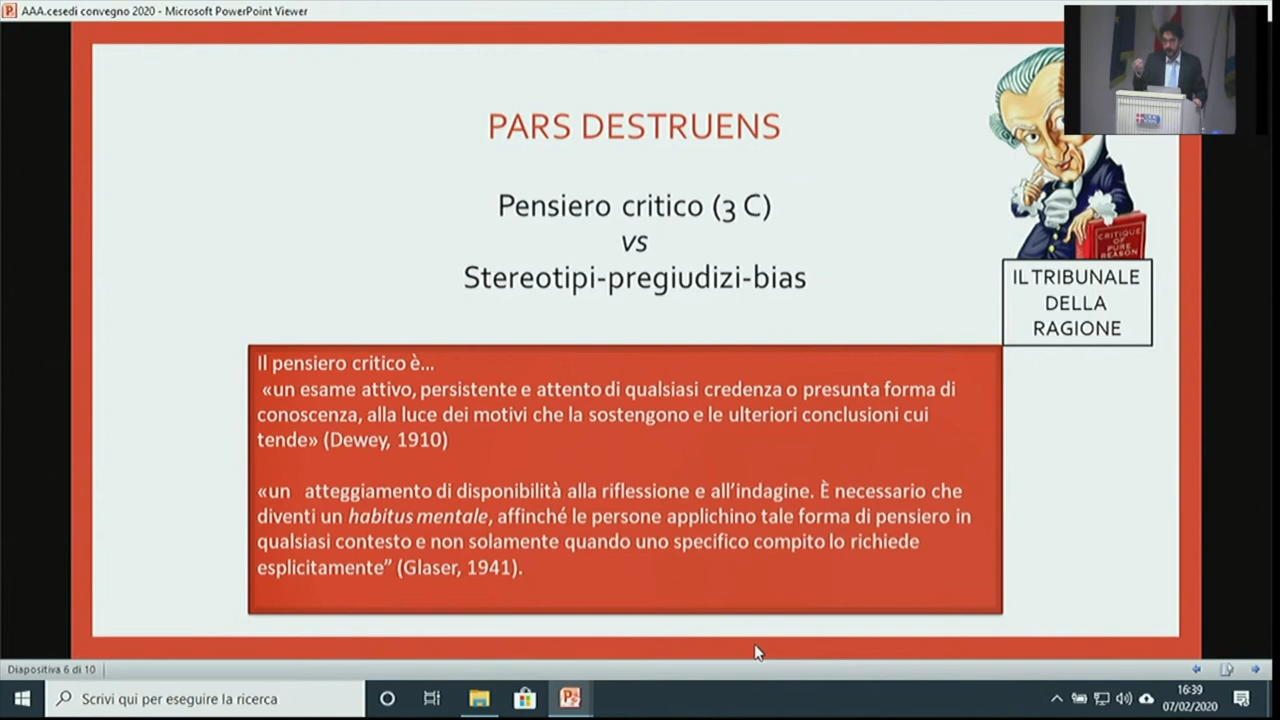 AAA.cesedi convegno 2020 - Microsoft PowerPoint Viewer
PARS DESTRUENS
Pensiero critico (3 C)
vs
Stereotipi-pregiudizi-bias
CRITIQUE
OF
PURE
REASON
IL TRIBUNALE
DELLA
RAGIONE
Il pensiero critico è...
«un esame attivo, persistente e attento di qualsiasi credenza o presunta forma di
conoscenza, alla luce dei motivi che la sostengono e le ulteriori conclusioni cui
tende» (Dewey, 1910)
«un atteggiamento di disponibilità alla riflessione e all'indagine. È necessario che
diventi un habitus mentale, affinché le persone applichino tale forma di pensiero in
qualsiasi contesto e non solamente quando uno specifico compito lo richiede
esplicitamente” (Glaser, 1941).
Diapositiva 6 di 10
Scrivi qui per eseguire la ricerca
16:39
07/02/2020